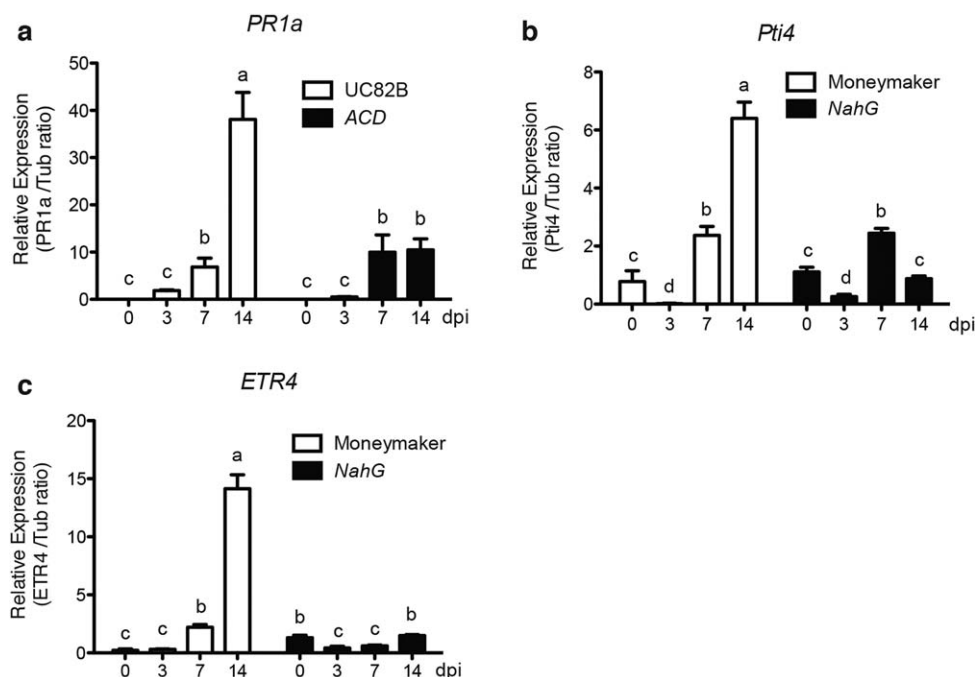 a
PR1a
Relative Expression
(PR1a /Tub ratio)
50
40
30
20
10
0
UC82B
ACD
c c b a c c b b
0 3 7 14 0 3 7 14 dpi
b
Pti4
Relative Expression
(Pti4 /Tub ratio)
8
6
4
2
0
Moneymaker
NahG
c d b a c d b c
0 3 7 14 0 3 7 14 dpi
c
ETR4
Relative Expression
(ETR4 /Tub ratio)
20
15
10
5
0
Moneymaker
NahG
c c b a b c c b
0 3 7 14 0 3 7 14 dpi